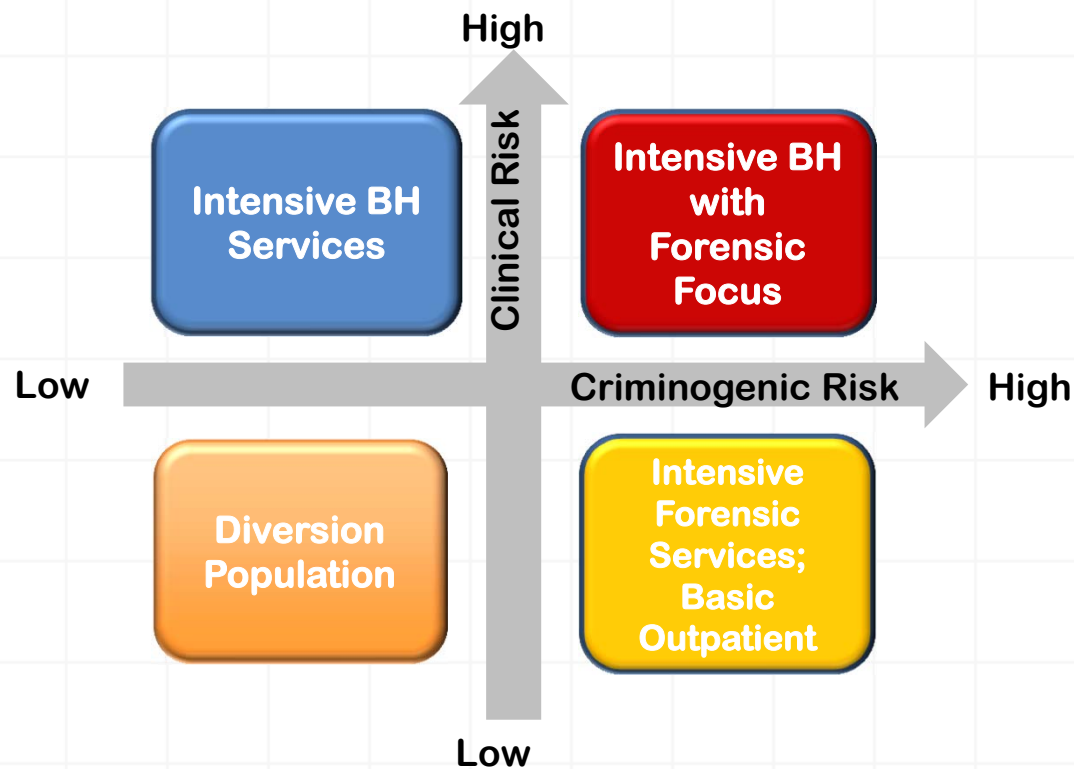 High
Clinical Risk
Intensive BH
Services
Intensive BH
with
Forensic
Focus
Low
Criminogenic Risk
High
Diversion
Population
Intensive
Forensic
Services;
Basic
Outpatient
Low